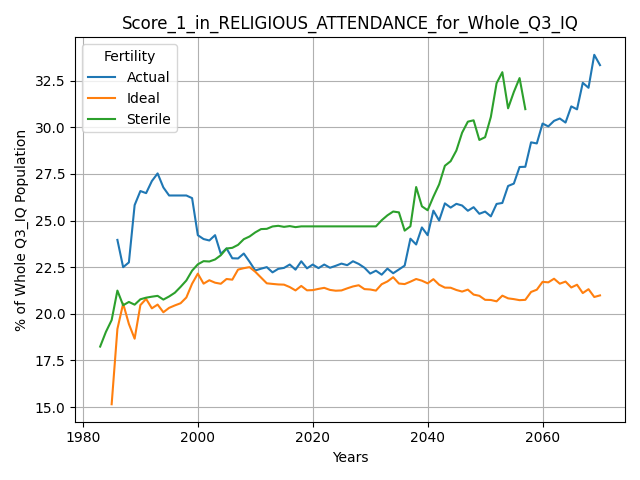 Score_1_in_RELIGIOUS_ATTENDANCE_for_Whole_Q3_IQ
Fertility
Actual
Ideal
Sterile
% of Whole Q3_IQ Population
32.5
30.0
27.5
25.0
22.5
20.0
17.5
15.0
1980
2000
2020
2040
2060
Years